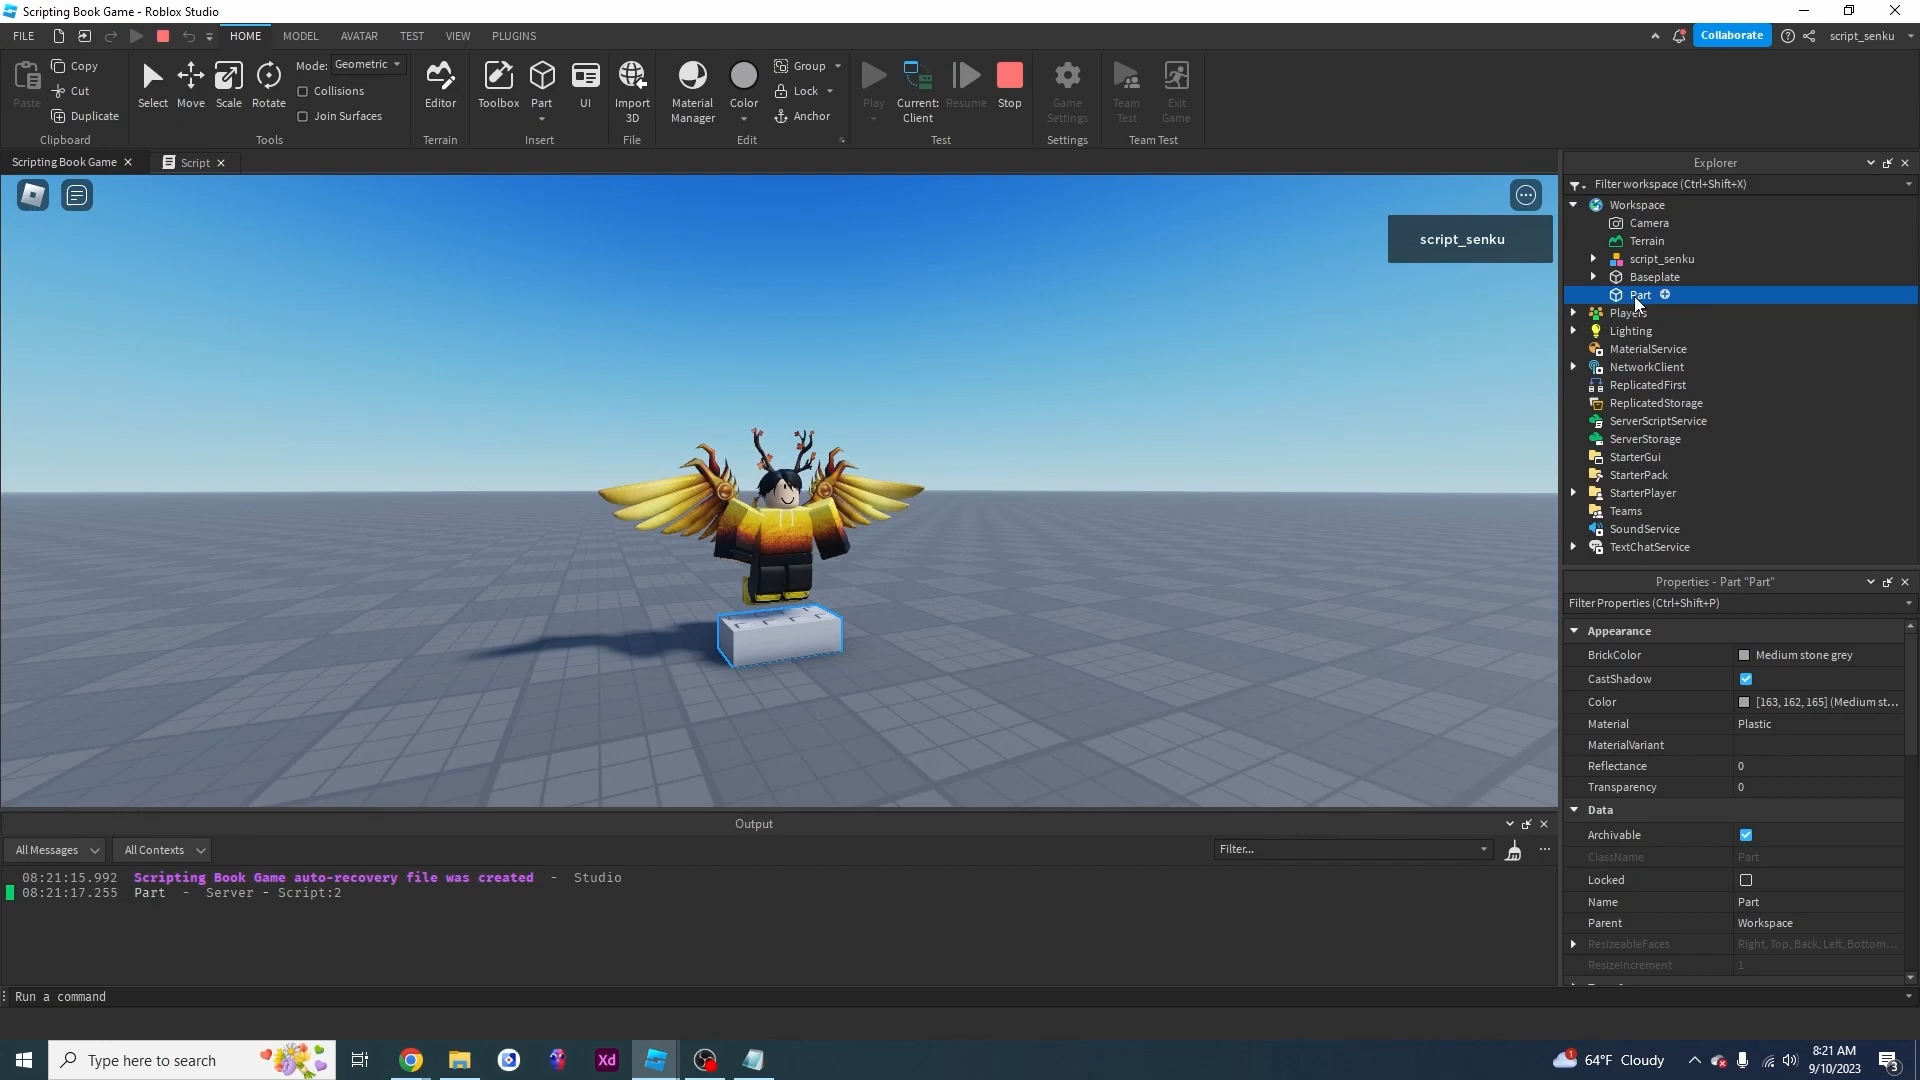 Scripting Book Game - Roblox Studio
FILE HOME MODEL AVATAR TEST VIEW PLUGINS Collaborate script_senku
Paste Copy Cut Duplicate Clipboard
Select Move Scale Rotate Mode: Geometric Collisions Join Surfaces Tools
Editor Terrain
Toolbox Part UI Insert
Import 3D File
Material Manager Color Group Lock Anchor Edit
Play Current: Client Resume Stop Test
Game Settings Settings
Team Test Exit Game Team Test
Scripting Book Game Script
script_senku
Explorer
Filter workspace (Ctrl+Shift+X)
Workspace
Camera
Terrain
script_senku
Baseplate
Part
Players
Lighting
MaterialService
NetworkClient
ReplicatedFirst
ReplicatedStorage
ServerScriptService
ServerStorage
StarterGui
StarterPack
StarterPlayer
Teams
SoundService
TextChatService
Properties - Part "Part"
Filter Properties (Ctrl+Shift+P)
Appearance
BrickColor Medium stone grey
CastShadow
Color [163, 162, 165] (Medium st...
Material Plastic
MaterialVariant
Reflectance 0
Transparency 0
Data
Archivable
ClassName Part
Locked
Name Part
Parent Workspace
ResizeableFaces Right, Top, Back, Left, Bottom...
ResizeIncrement 1
Output
All Messages All Contexts Filter...
08:21:15.992 Scripting Book Game auto-recovery file was created - Studio
08:21:17.255 Part - Server - Script:2
Run a command
Type here to search Xd 1 64°F Cloudy 8:21 AM
9/10/2023 3